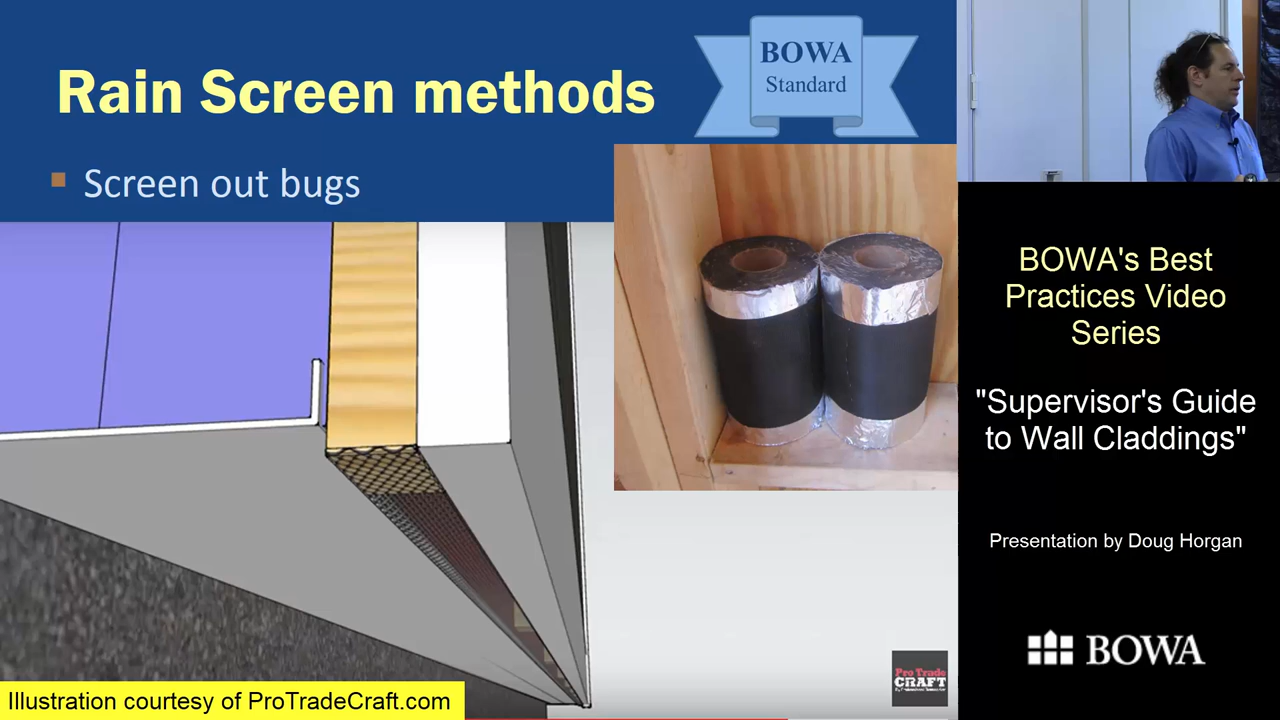 Rain Screen methods
BOWA
Standard
Screen out bugs
BOWA's Best
Practices Video
Series
"Supervisor's Guide
to Wall Claddings"
Presentation by Doug Horgan
BOWA
Pro Trade
CRAFT
Illustration courtesy of ProTradeCraft.com